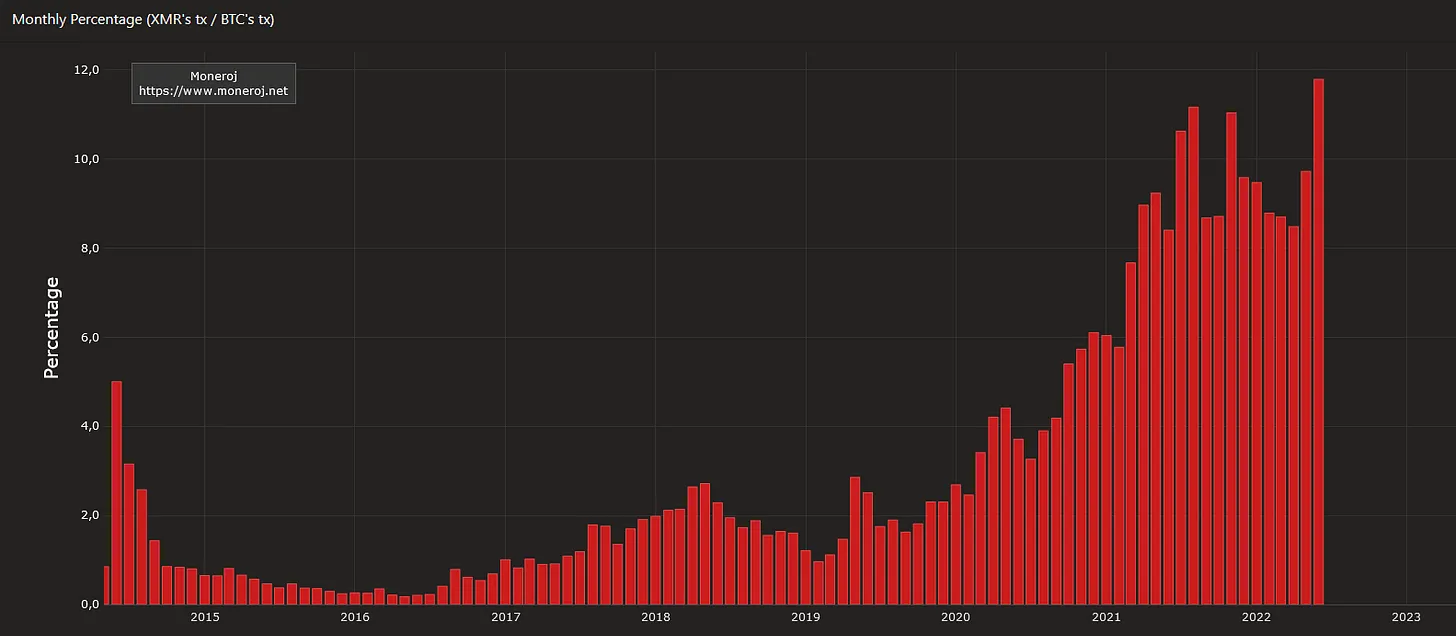 Monthly Percentage (XMR's tx / BTC's tx)
Moneroj
https://www.moneroj.net
12,0
10,0
8,0
6,0
4,0
2,0
0,0
Percentage
2015 2016 2017 2018 2019 2020 2021 2022 2023